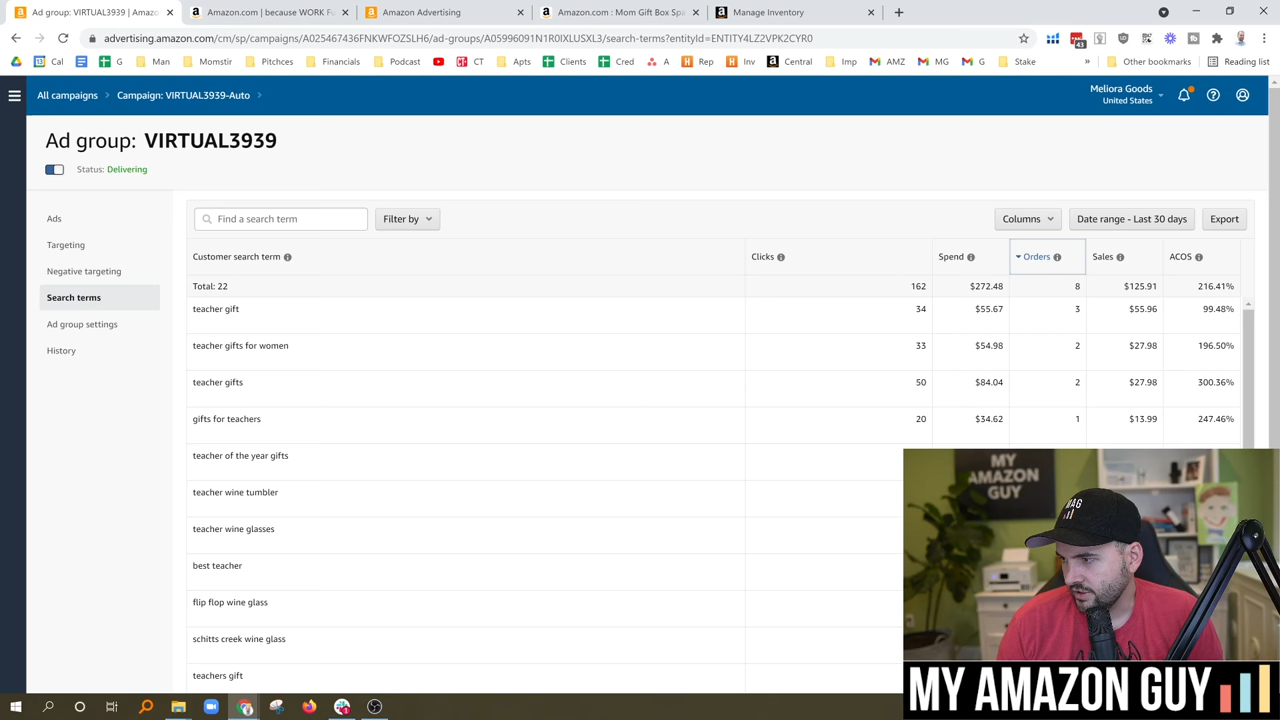 Ad group: VIRTUAL3939 | Amazo
Amazon.com | because WORK Fu
Amazon Advertising
Amazon.com : Mom Gift Box Spa
Manage Inventory
advertising.amazon.com/cm/sp/campaigns/A025467436FNKWFOZSLH6/ad-groups/A05996091N1R0IXLUSXL3/search-terms?entityId=ENTITY4LZ2VPK2CYR0
43
Cal
G
Man
Momstir
Pitchces
Financials
Podcast
CT
Apts
Clients
Cred
A
Rep
Inv
Central
Imp
AMZ
MG
G
Stake
»
Other bookmarks
Reading list
All campaigns
Campaign: VIRTUAL3939-Auto
Meliora Goods
United States
Ad group: VIRTUAL3939
Status: Delivering
Ads
Targeting
Negative targeting
Search terms
Ad group settings
History
Find a search term
Filter by
Columns
Date range - Last 30 days
Export
Customer search term Clicks Spend Orders Sales ACOS
Total: 22 162 $272.48 8 $125.91 216.41%
teacher gift 34 $55.67 3 $55.96 99.48%
teacher gifts for women 33 $54.98 2 $27.98 196.50%
teacher gifts 50 $84.04 2 $27.98 300.36%
gifts for teachers 20 $34.62 1 $13.99 247.46%
teacher of the year gifts
teacher wine tumbler
teacher wine glasses
best teacher
flip flop wine glass
schitts creek wine glass
teachers gift
MY
AMAZON
GUY
MAG
MY AMAZON GUY